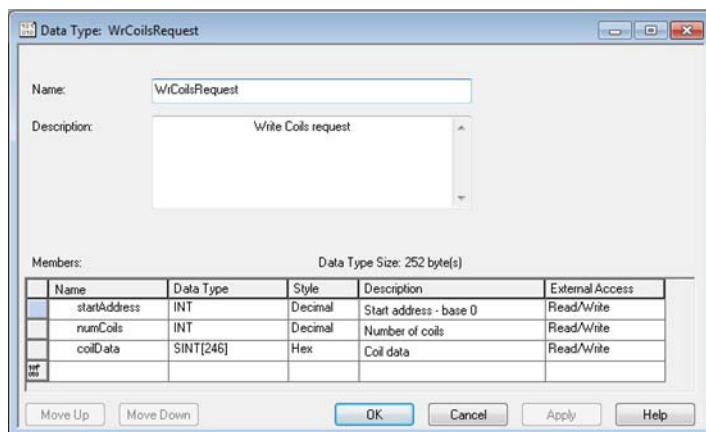 Data Type: WrCoilsRequest
Name: WrCoilsRequest
Description: Write Coils request
Members: Data Type Size: 252 byte(s)
Name Data Type Style Description External Access
startAddress INT Decimal Start address - base 0 Read/Write
numCoils INT Decimal Number of coils Read/Write
coilData SINT[246] Hex Coil data Read/Write
Move Up Move Down OK Cancel Apply Help